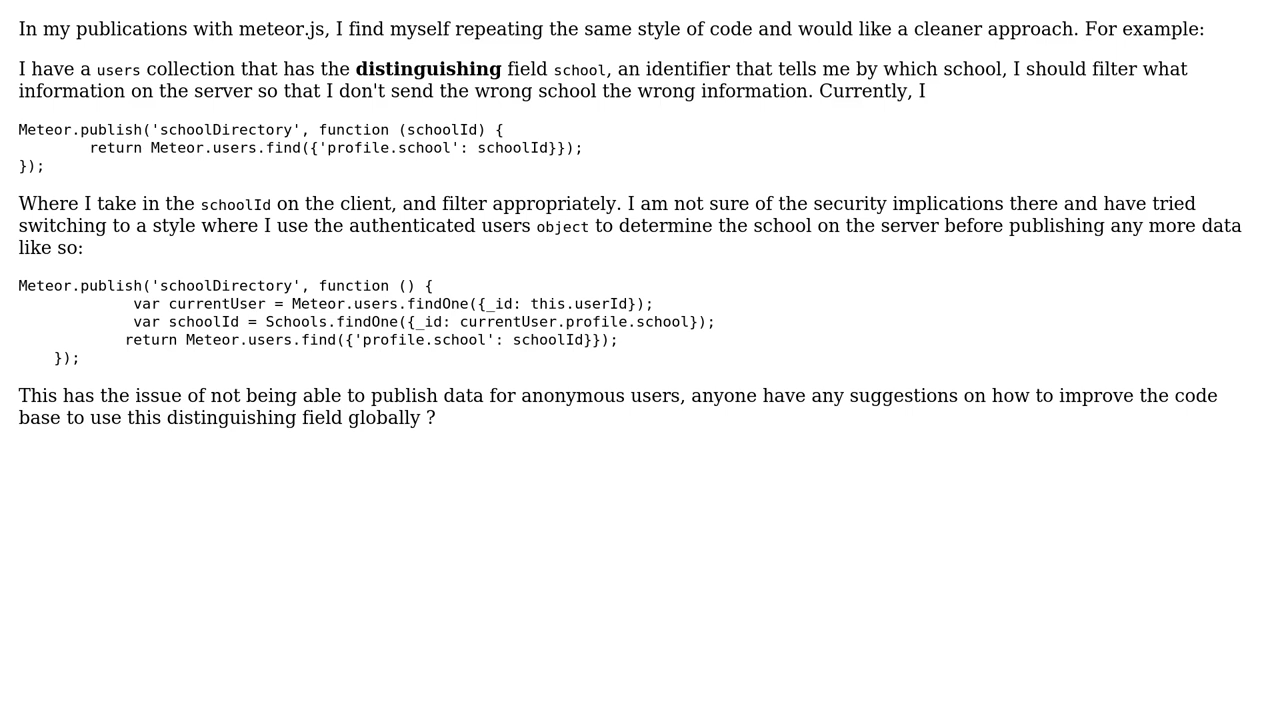 In my publications with meteor.js, I find myself repeating the same style of code and would like a cleaner approach. For example:
I have a users collection that has the distinguishing field school, an identifier that tells me by which school, I should filter what
information on the server so that I don't send the wrong school the wrong information. Currently, I
Meteor.publish('schoolDirectory', function (schoolId) {
        return Meteor.users.find({'profile.school': schoolId}});
});
Where I take in the schoolId on the client, and filter appropriately. I am not sure of the security implications there and have tried
switching to a style where I use the authenticated users object to determine the school on the server before publishing any more data
like so:
Meteor.publish('schoolDirectory', function () {
             var currentUser = Meteor.users.findOne({_id: this.userId});
             var schoolId = Schools.findOne({_id: currentUser.profile.school});
            return Meteor.users.find({'profile.school': schoolId}});
    });
This has the issue of not being able to publish data for anonymous users, anyone have any suggestions on how to improve the code
base to use this distinguishing field globally ?